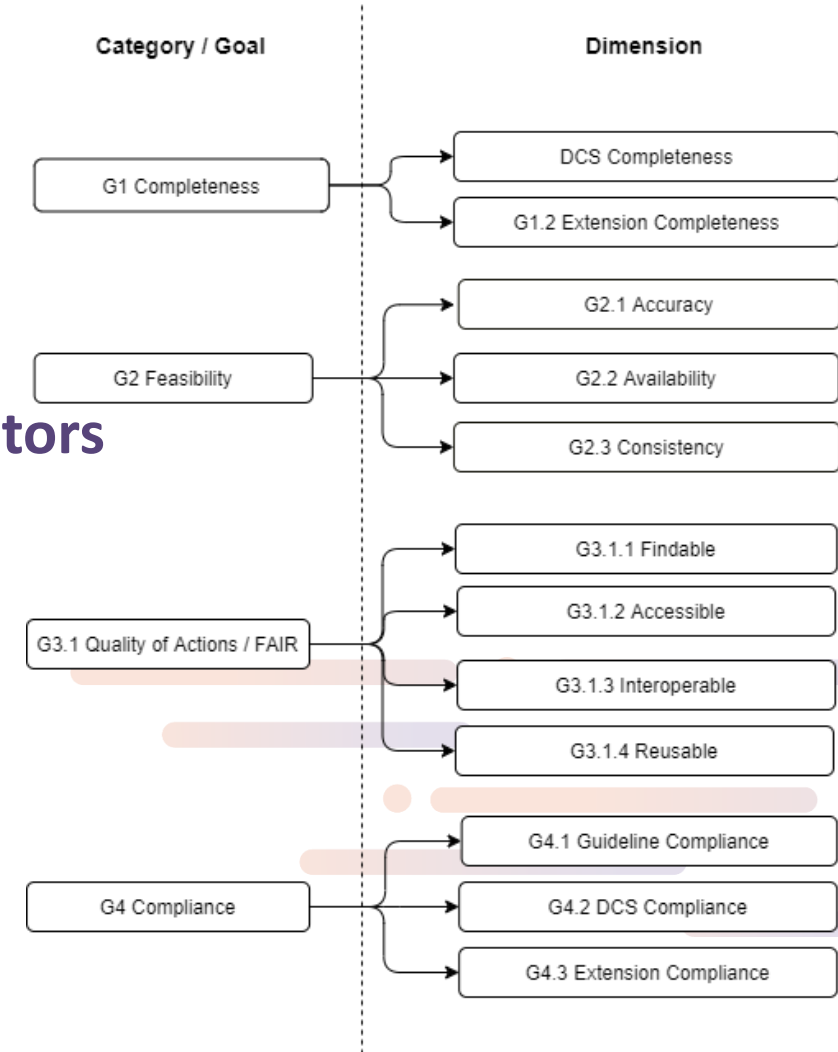 Category / Goal
Dimension
G1 Completeness
DCS Completeness
G1.2 Extension Completeness
G2 Feasibility
G2.1 Accuracy
G2.2 Availability
G2.3 Consistency
tors
G3.1 Quality of Actions / FAIR
G3.1.1 Findable
G3.1.2 Accessible
G3.1.3 Interoperable
G3.1.4 Reusable
G4 Compliance
G4.1 Guideline Compliance
G4.2 DCS Compliance
G4.3 Extension Compliance